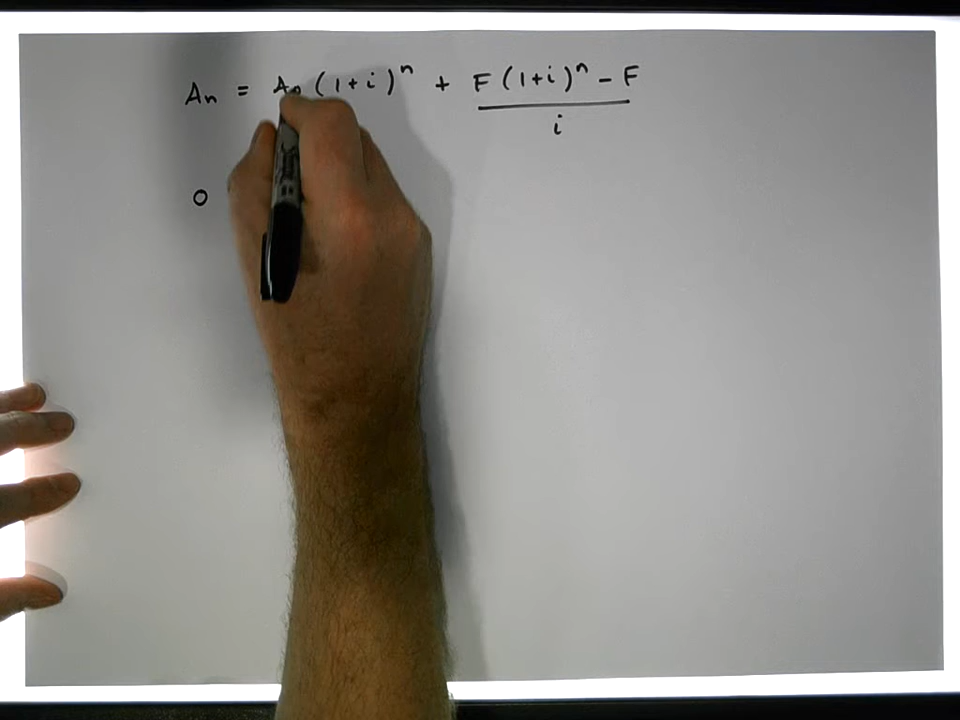 An = A₀ (1+i)ⁿ + F (1+i)ⁿ - F
i
0